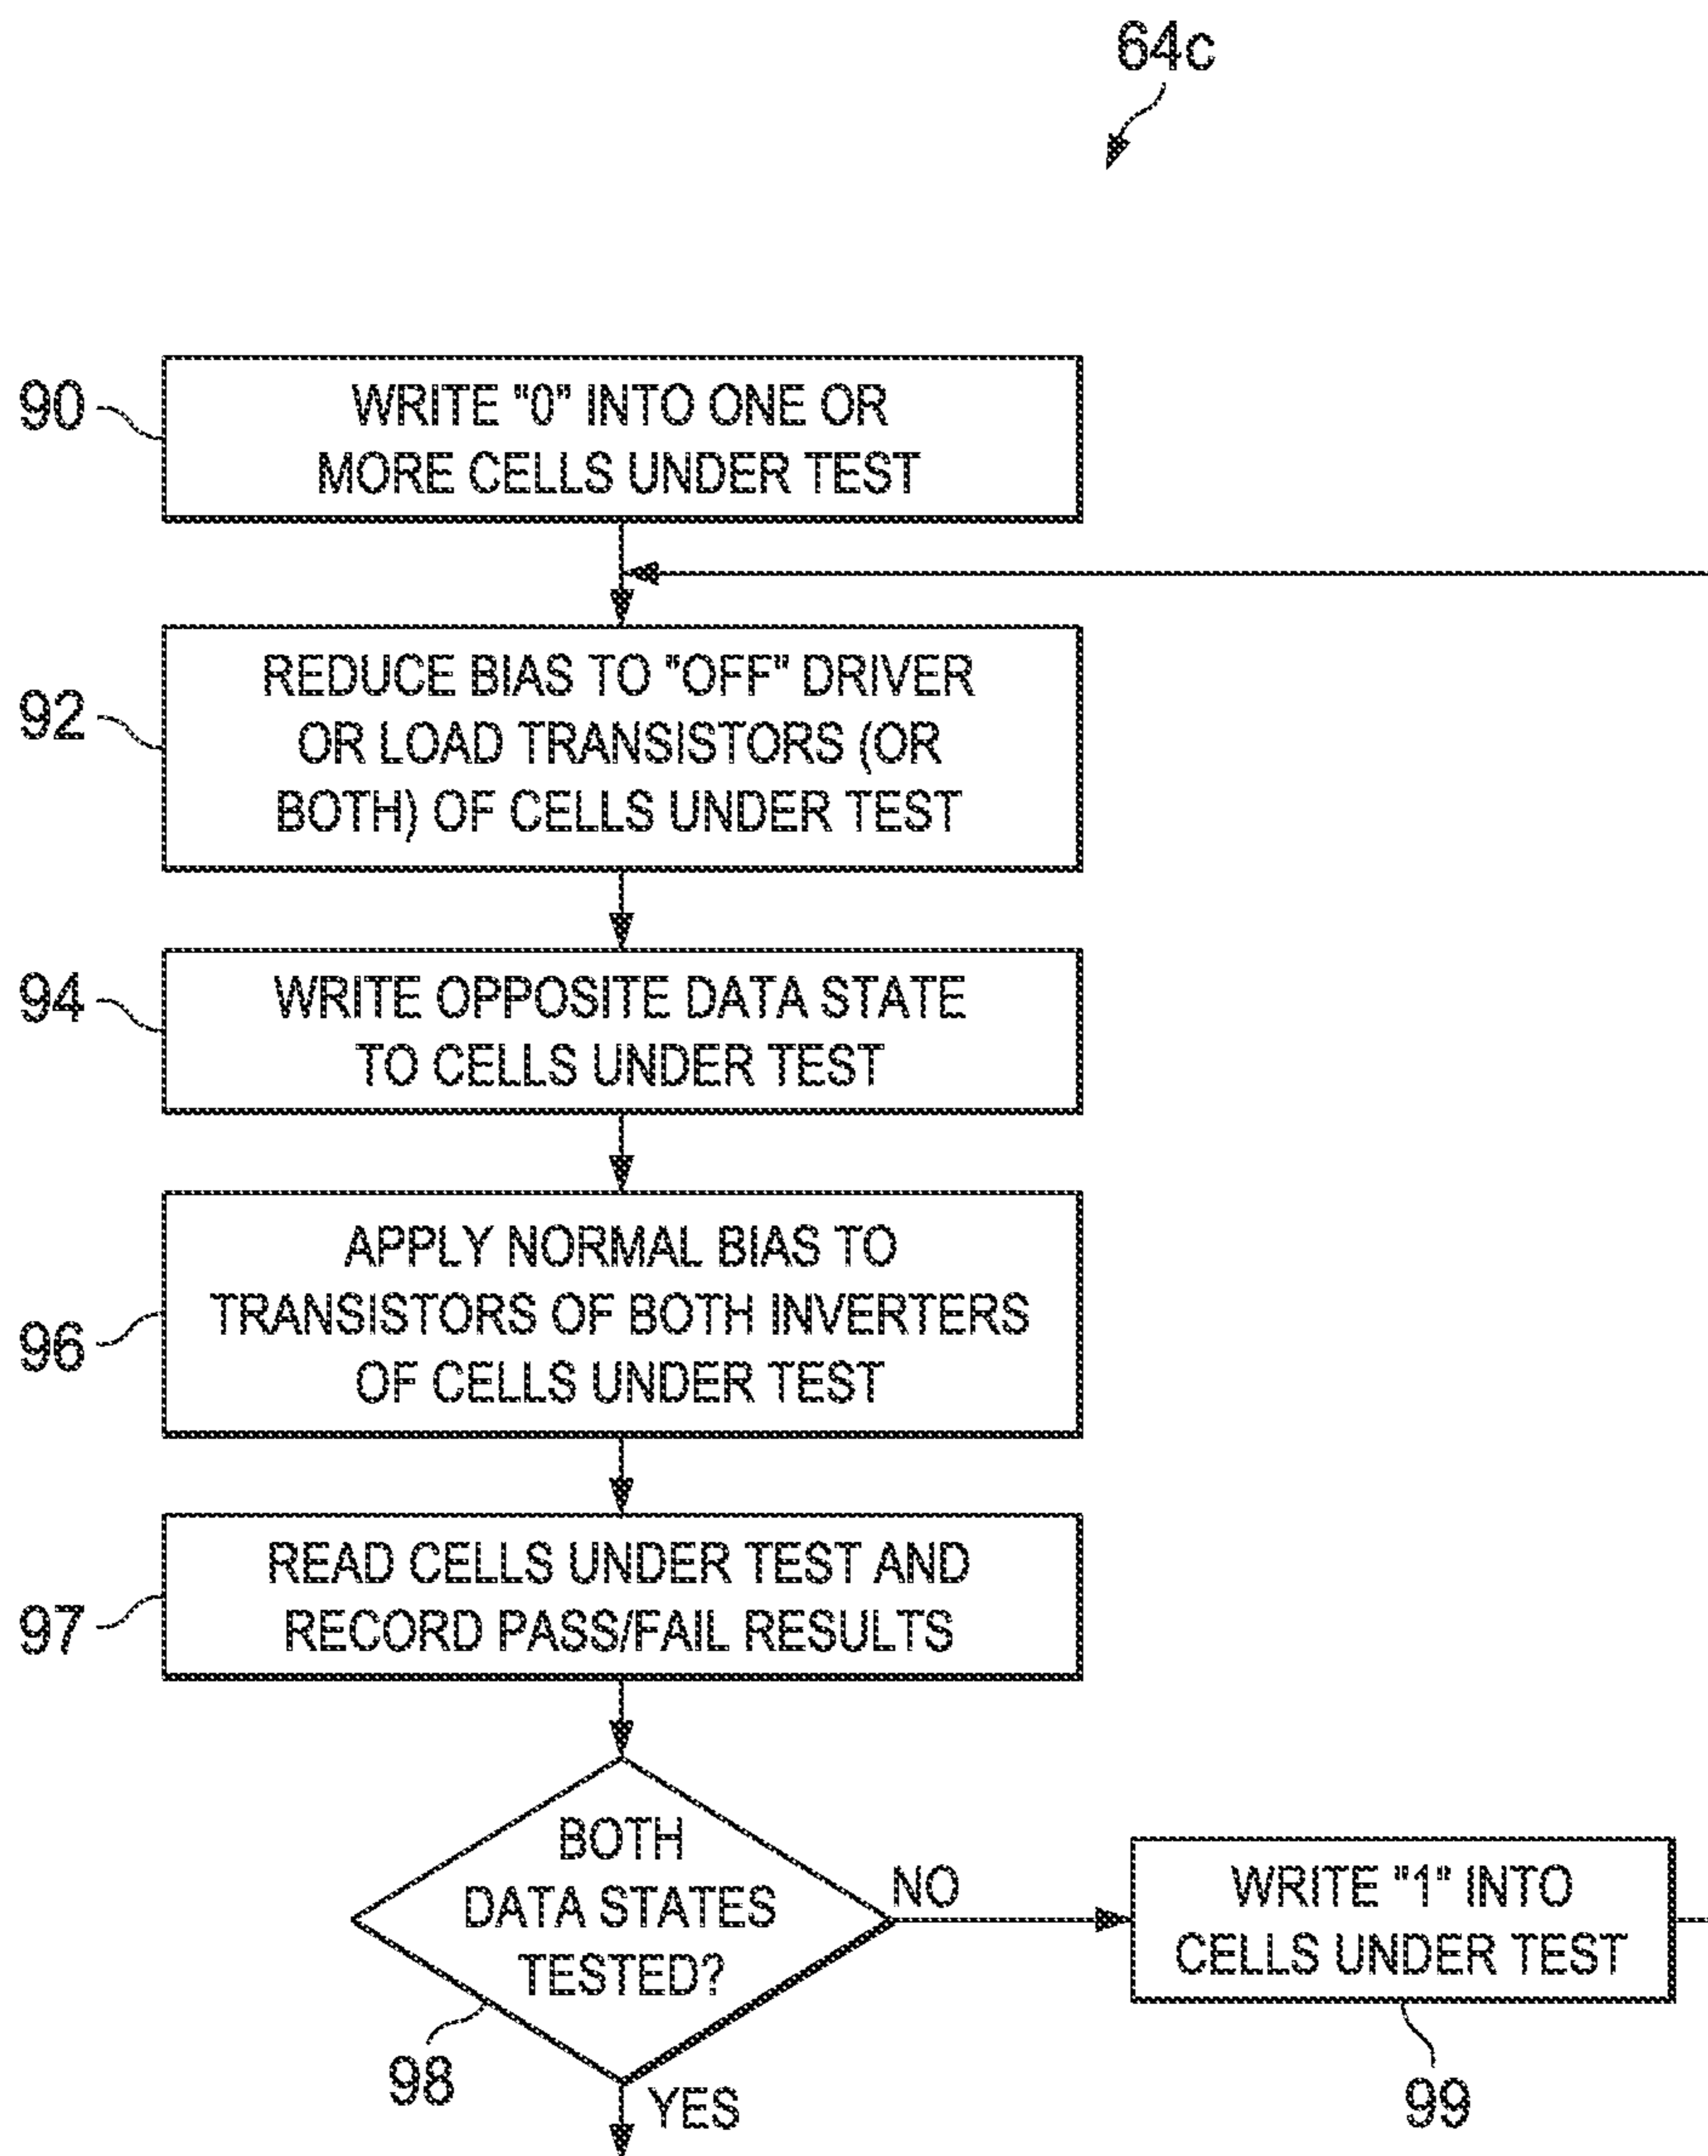 64c
90
WRITE "0" INTO ONE OR
MORE CELLS UNDER TEST
92
REDUCE BIAS TO "OFF" DRIVER
OR LOAD TRANSISTORS (OR
BOTH) OF CELLS UNDER TEST
94
WRITE OPPOSITE DATA STATE
TO CELLS UNDER TEST
96
APPLY NORMAL BIAS TO
TRANSISTORS OF BOTH INVERTERS
OF CELLS UNDER TEST
97
READ CELLS UNDER TEST AND
RECORD PASS/FAIL RESULTS
BOTH
DATA STATES
TESTED?
98
NO
YES
WRITE "1" INTO
CELLS UNDER TEST
99